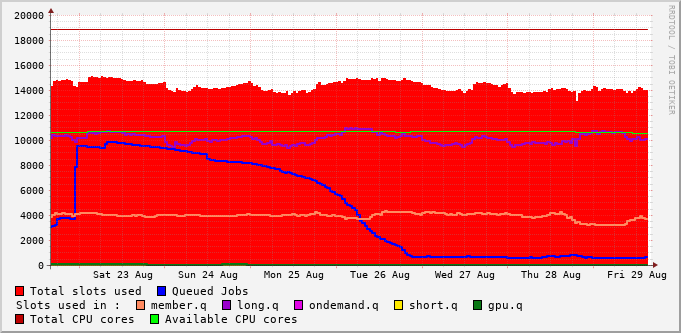 RRDTOOL / TOBI OETIKER
20000
18000
16000
14000
12000
10000
8000
6000
4000
2000
0
Sat 23 Aug Sun 24 Aug Mon 25 Aug Tue 26 Aug Wed 27 Aug Thu 28 Aug Fri 29 Aug
Total slots used Queued Jobs
Slots used in : member.q long.q ondemand.q short.q gpu.q
Total CPU cores Available CPU cores